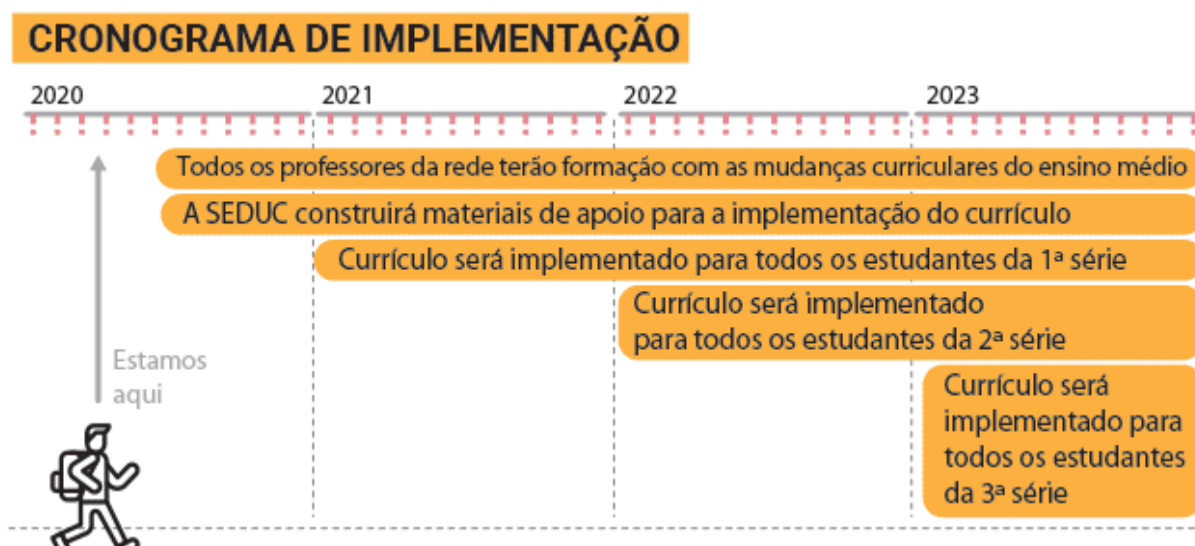 CRONOGRAMA DE IMPLEMENTAÇÃO
2020 2021 2022 2023
Todos os professores da rede terão formação com as mudanças curriculares do ensino médio
A SEDUC construirá materiais de apoio para a implementação do currículo
Currículo será implementado para todos os estudantes da 1ª série
Currículo será implementado
para todos os estudantes da 2ª série
Estamos
aqui
Currículo será
implementado para
todos os estudantes
da 3ª série